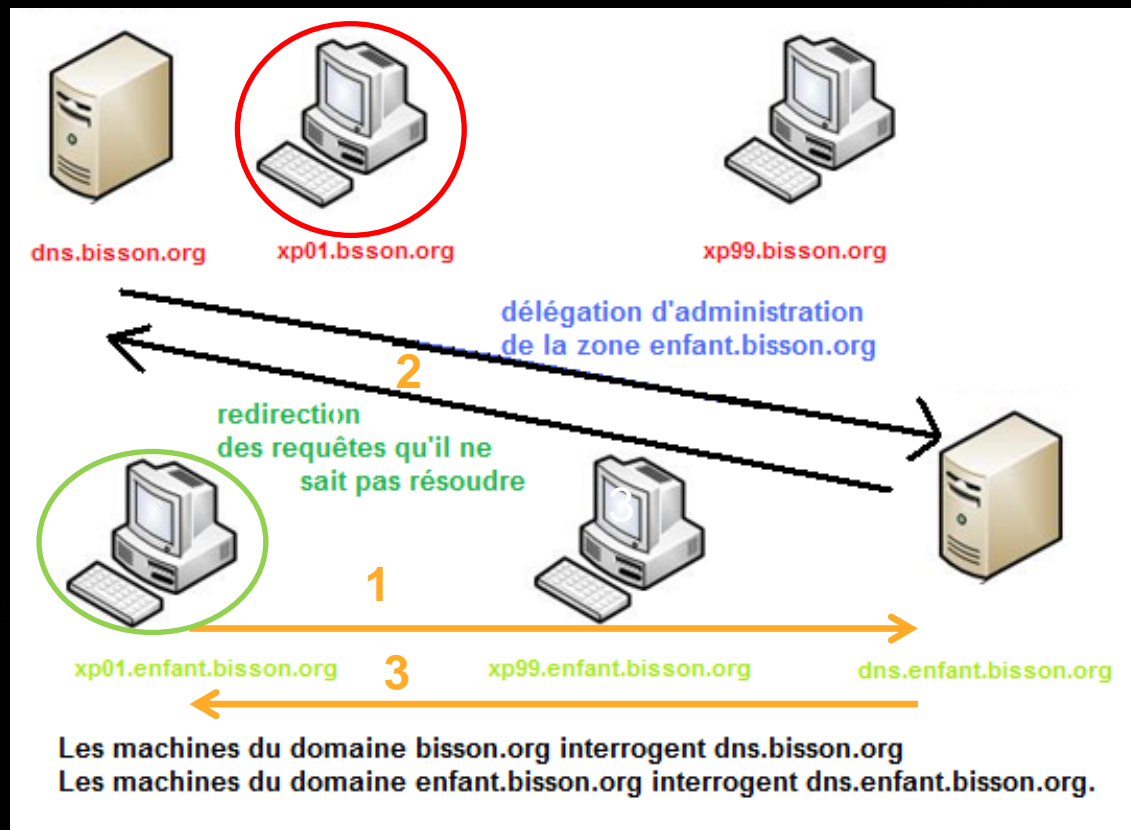 dns.bisson.org
xp01.bsson.org
xp99.bisson.org
délégation d'administration
de la zone enfant.bisson.org
2
redirection
des requêtes qu'il ne
sait pas résoudre
3
1
xp01.enfant.bisson.org
xp99.enfant.bisson.org
dns.enfant.bisson.org
3
Les machines du domaine bisson.org interrogent dns.bisson.org
Les machines du domaine enfant.bisson.org interrogent dns.enfant.bisson.org.